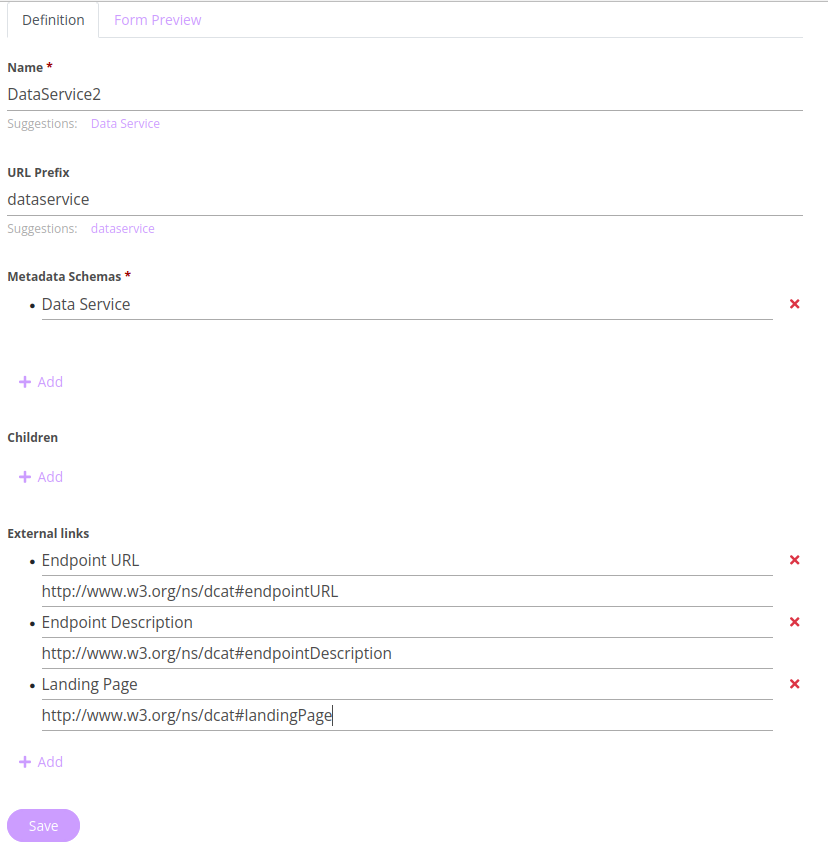 Definition
Form Preview
Name *
DataService2
Suggestions: Data Service
URL Prefix
dataservice
Suggestions: dataservice
Metadata Schemas *
• Data Service
+ Add
Children
+ Add
External links
• Endpoint URL
http://www.w3.org/ns/dcat#endpointURL
• Endpoint Description
http://www.w3.org/ns/dcat#endpointDescription
• Landing Page
http://www.w3.org/ns/dcat#landingPage
+ Add
Save